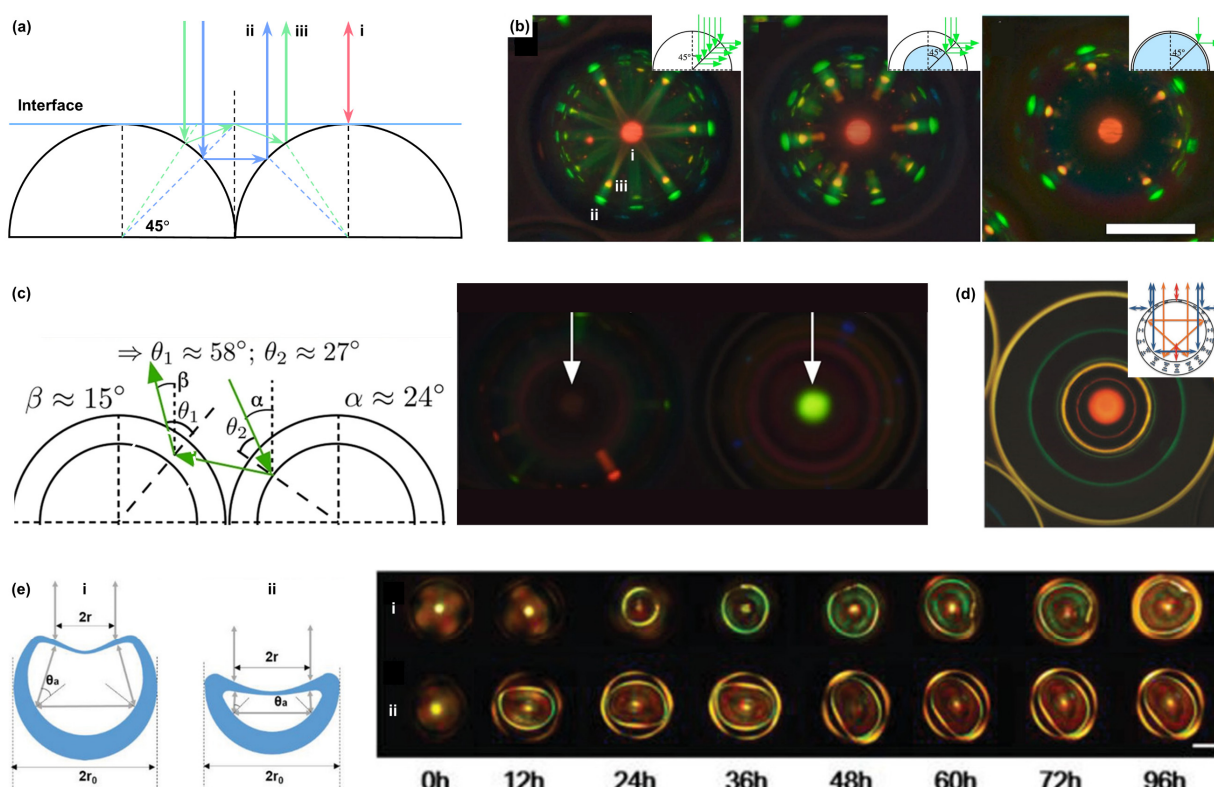 (a)
ii
iii
i
Interface
45°
(b)
45°
45°
45°
i
iii
ii
(c)
⇒ θ₁ ≈ 58°; θ₂ ≈ 27°
β ≈ 15°
β
θ₁
α
θ₂
α ≈ 24°
(d)
(e)
i
2r
θa
2r₀
ii
2r
θa
2r₀
i
ii
0h
12h
24h
36h
48h
60h
72h
96h